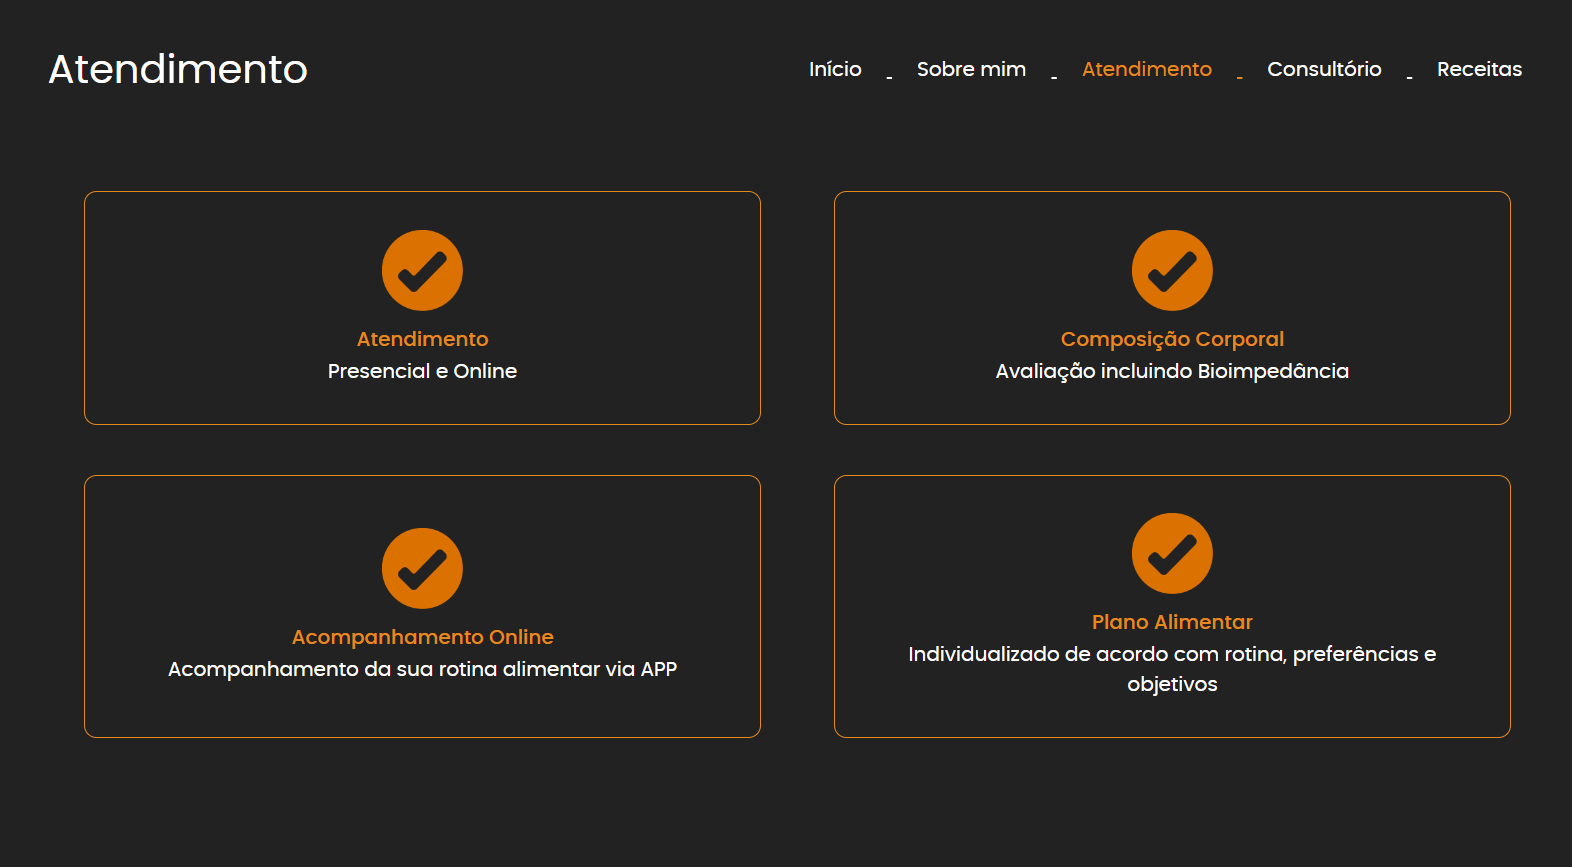 Atendimento
Início - Sobre mim - Atendimento - Consultório - Receitas
Atendimento
Presencial e Online
Composição Corporal
Avaliação incluindo Bioimpedância
Acompanhamento Online
Acompanhamento da sua rotina alimentar via APP
Plano Alimentar
Individualizado de acordo com rotina, preferências e
objetivos